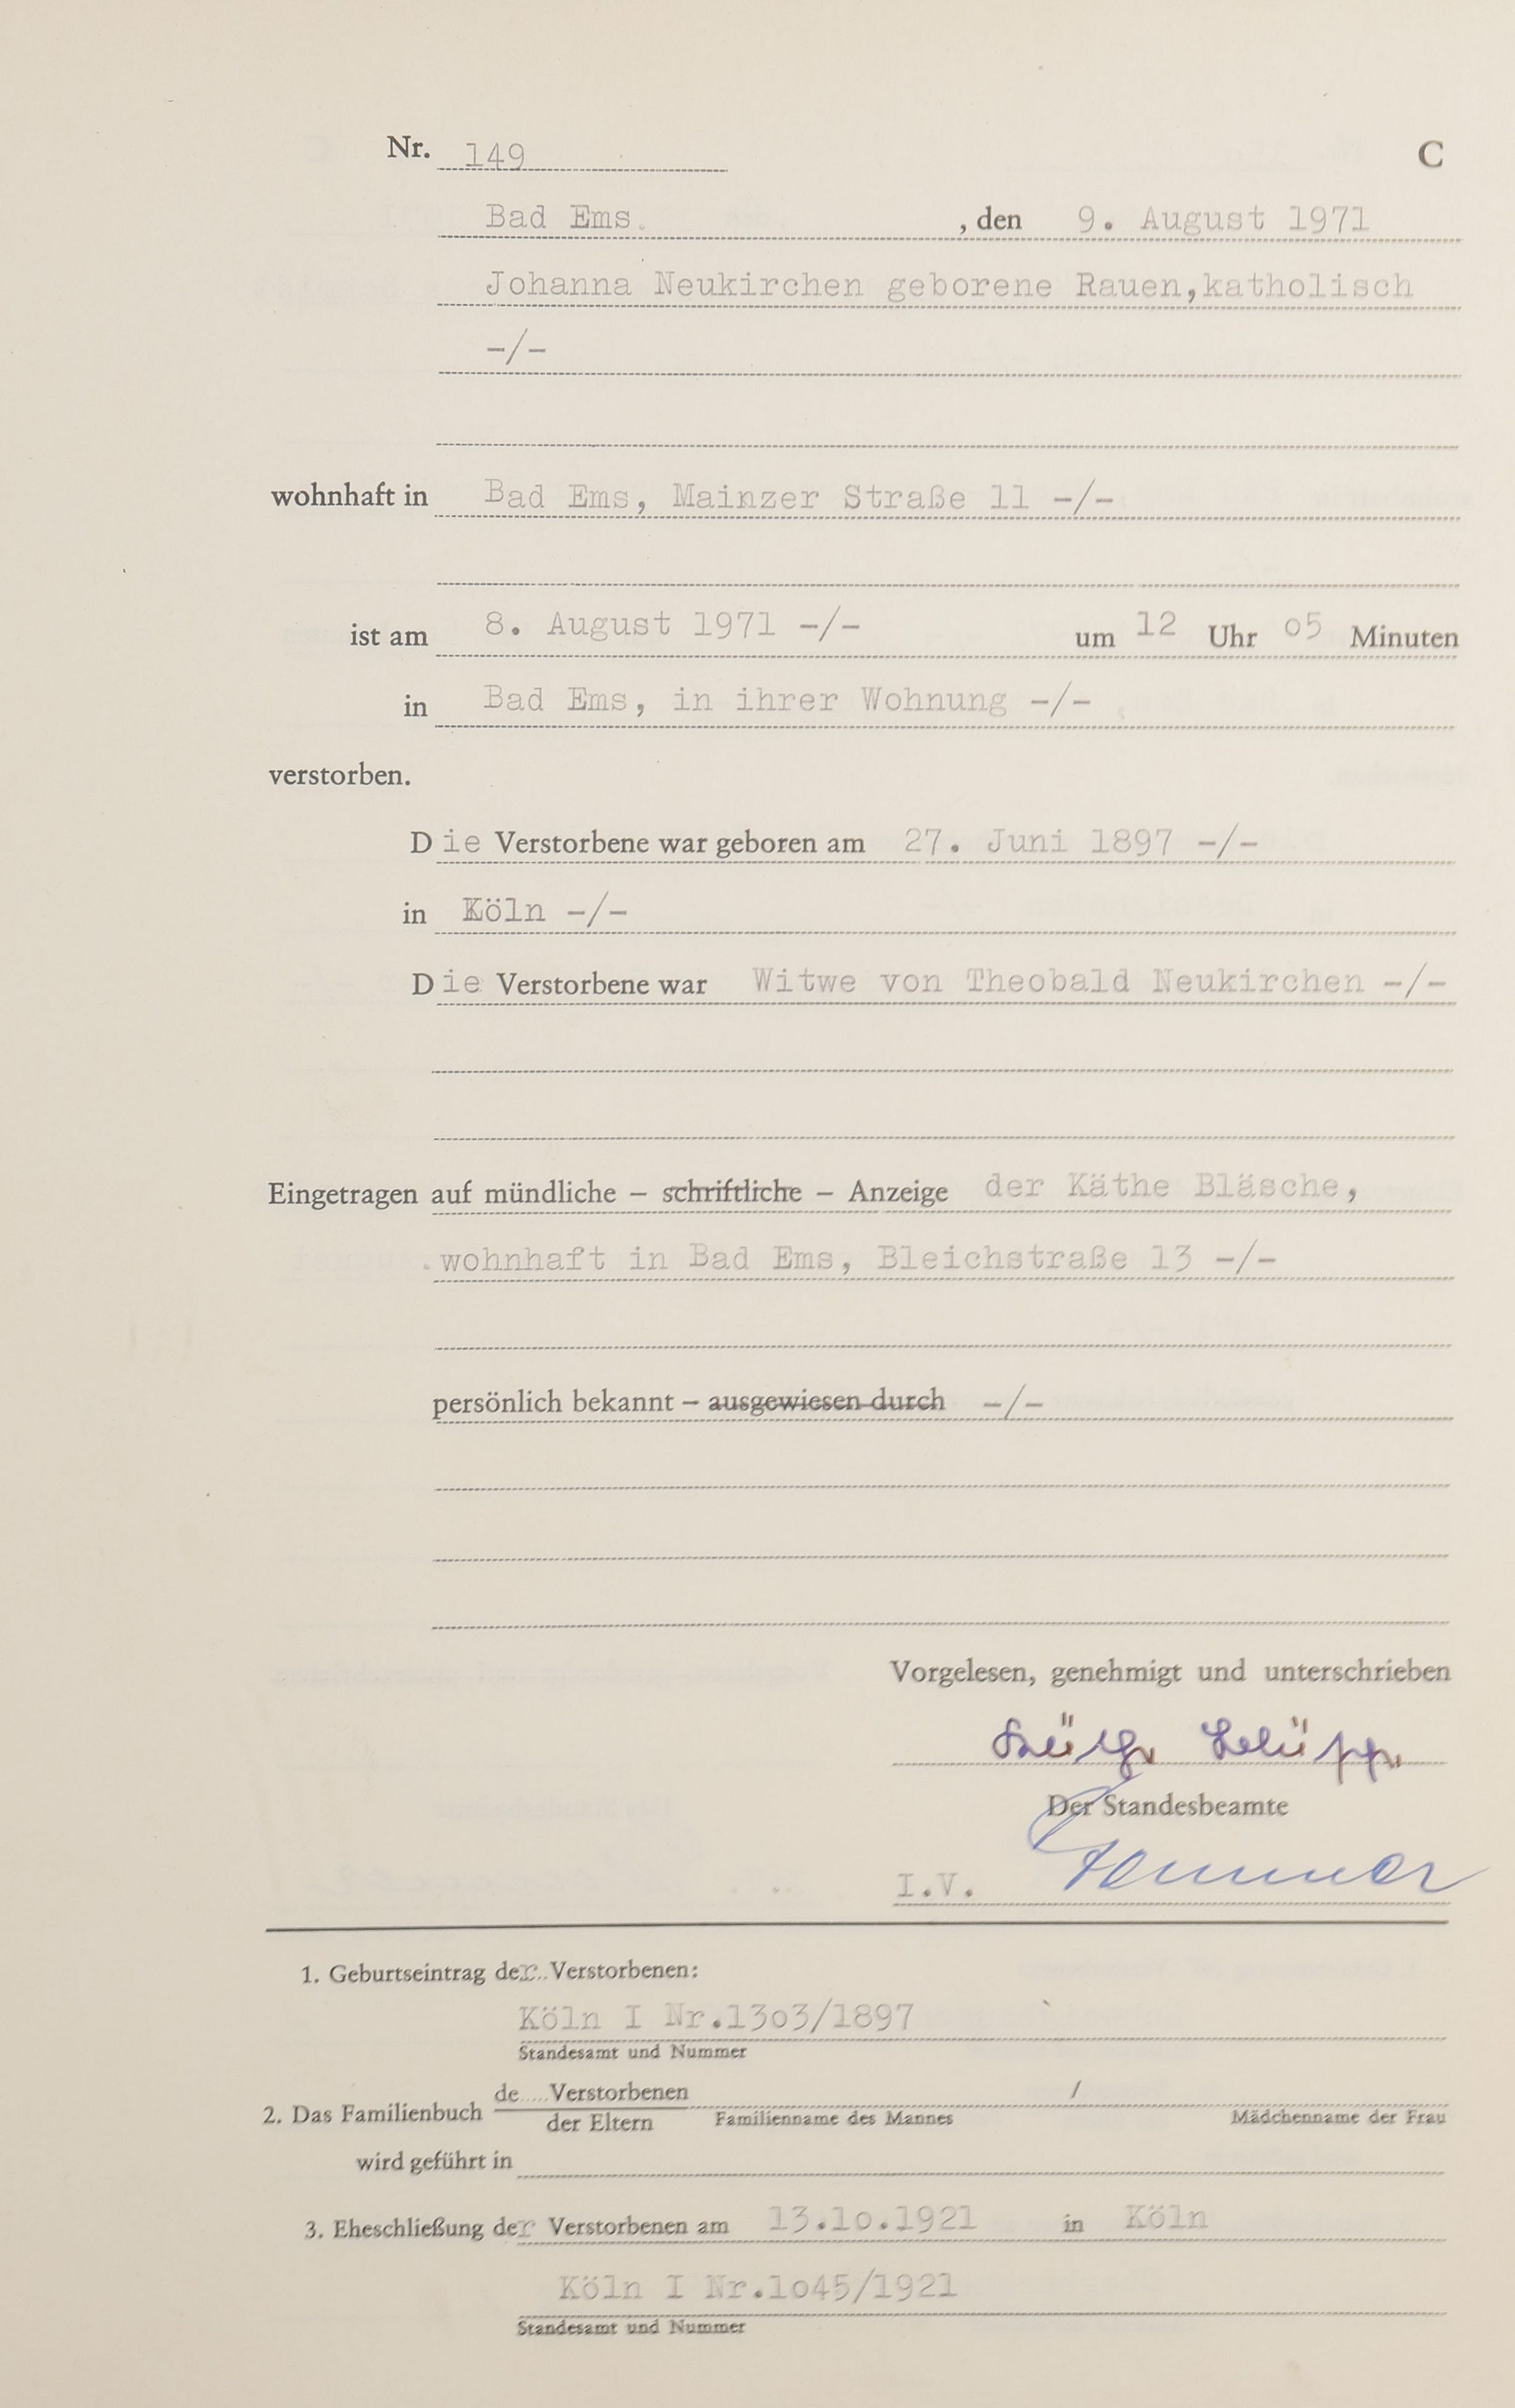 Nr. 149 C
Bad Ems , den 9. August 1971
Johanna Neukirchen geborene Rauen, katholisch
-/-
wohnhaft in Bad Ems, Mainzer Straße 11 -/-
ist am 8. August 1971 -/- um 12 Uhr o5 Minuten
in Bad Ems, in ihrer Wohnung -/-
verstorben.
Die Verstorbene war geboren am 27. Juni 1897 -/-
in Köln -/-
Die Verstorbene war Witwe von Theobald Neukirchen -/-
Eingetragen auf mündliche – schriftliche – Anzeige der Käthe Bläsche,
wohnhaft in Bad Ems, Bleichstraße 13 -/-
persönlich bekannt – ausgewiesen durch -/-
Vorgelesen, genehmigt und unterschrieben
Der Standesbeamte
I.V.
1. Geburtseintrag der Verstorbenen:
Köln I Nr.13o3/1897
Standesamt und Nummer
de..... Verstorbenen /
2. Das Familienbuch der Eltern Familienname des Mannes Mädchenname der Frau
wird geführt in
3. Eheschließung der Verstorbenen am 13.1o.1921 in Köln
Köln I Nr.1o45/1921
Standesamt und Nummer